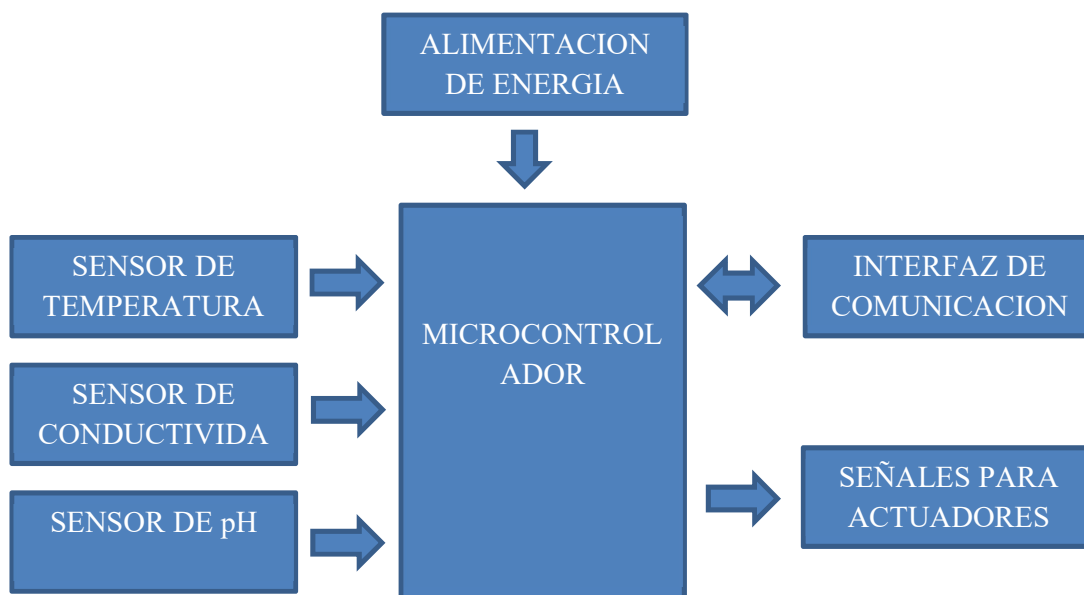 ALIMENTACION
DE ENERGIA
SENSOR DE
TEMPERATURA
SENSOR DE
CONDUCTIVIDA
SENSOR DE pH
MICROCONTROL
ADOR
INTERFAZ DE
COMUNICACION
SEÑALES PARA
ACTUADORES